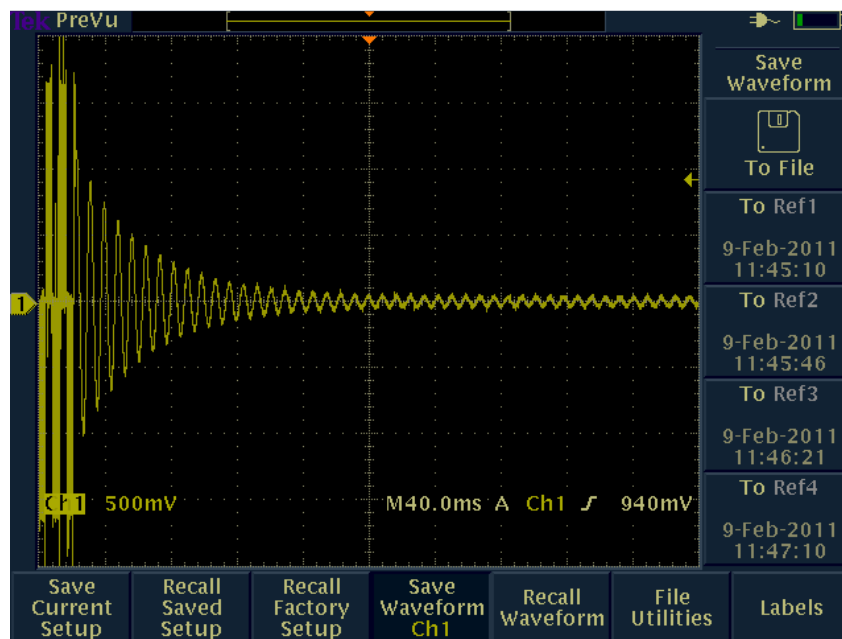 Tek PreVu
Save
Waveform
To File
To Ref1
9-Feb-2011
11:45:10
To Ref2
9-Feb-2011
11:45:46
To Ref3
9-Feb-2011
11:46:21
To Ref4
9-Feb-2011
11:47:10
1
Ch1 500mV M40.0ms A Ch1 940mV
Save
Current
Setup
Recall
Saved
Setup
Recall
Factory
Setup
Save
Waveform
Ch1
Recall
Waveform
File
Utilities
Labels